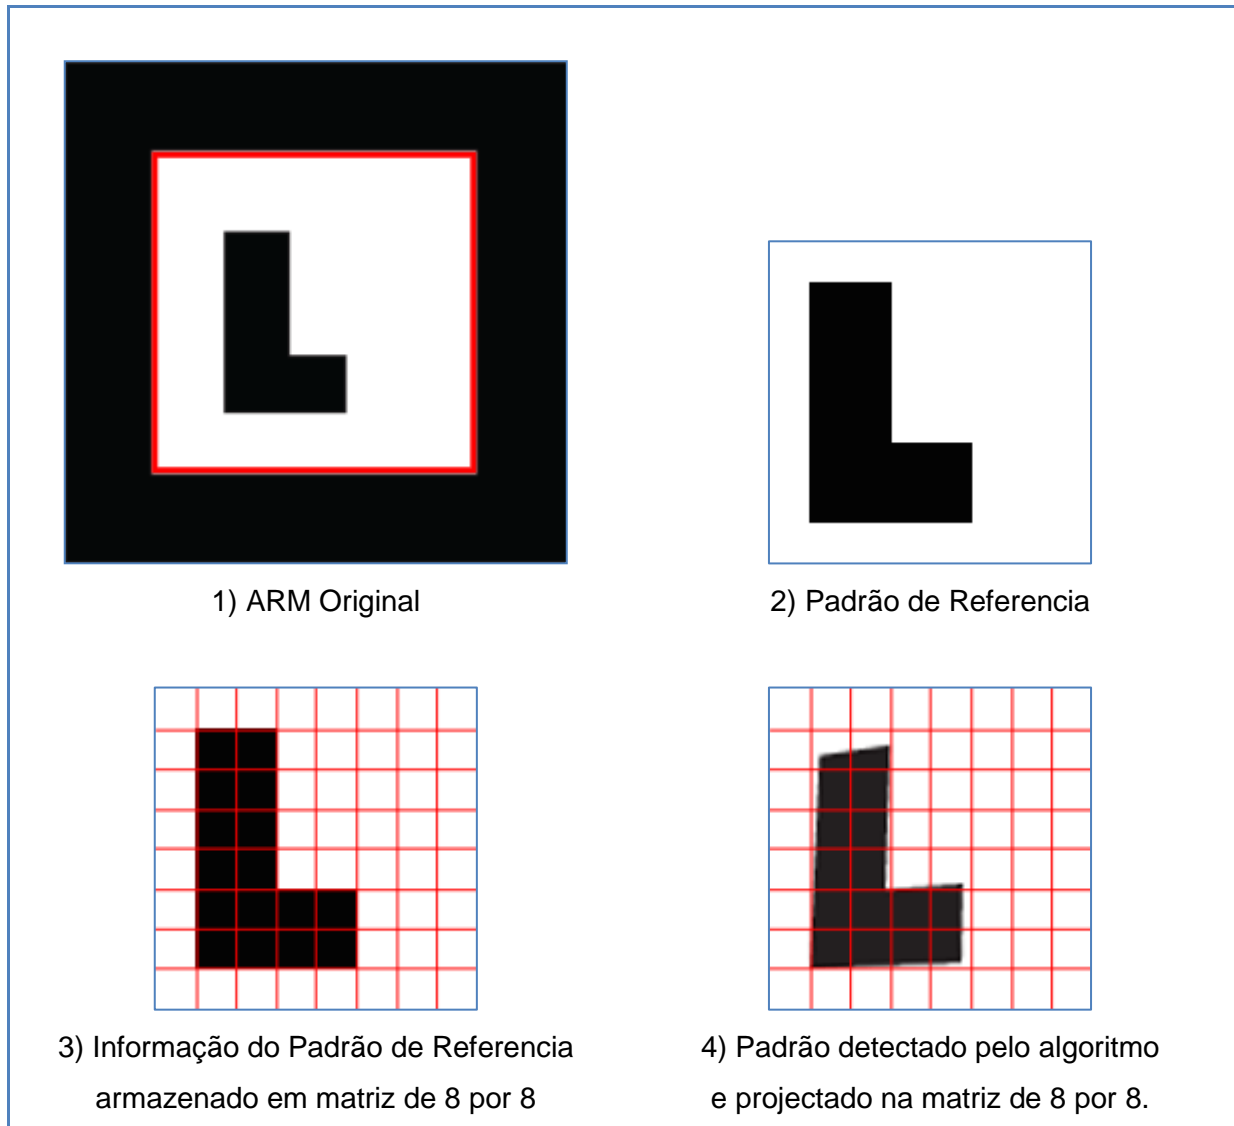 1) ARM Original
2) Padrão de Referencia
3) Informação do Padrão de Referencia
armazenado em matriz de 8 por 8
4) Padrão detectado pelo algoritmo
e projectado na matriz de 8 por 8.